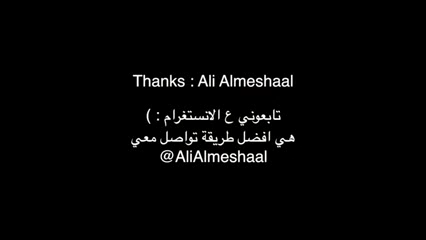 Thanks : Ali Almeshaal
تابعوني ع الانستغرام : )
هي افضل طريقة تواصل معي
@AliAlmeshaal